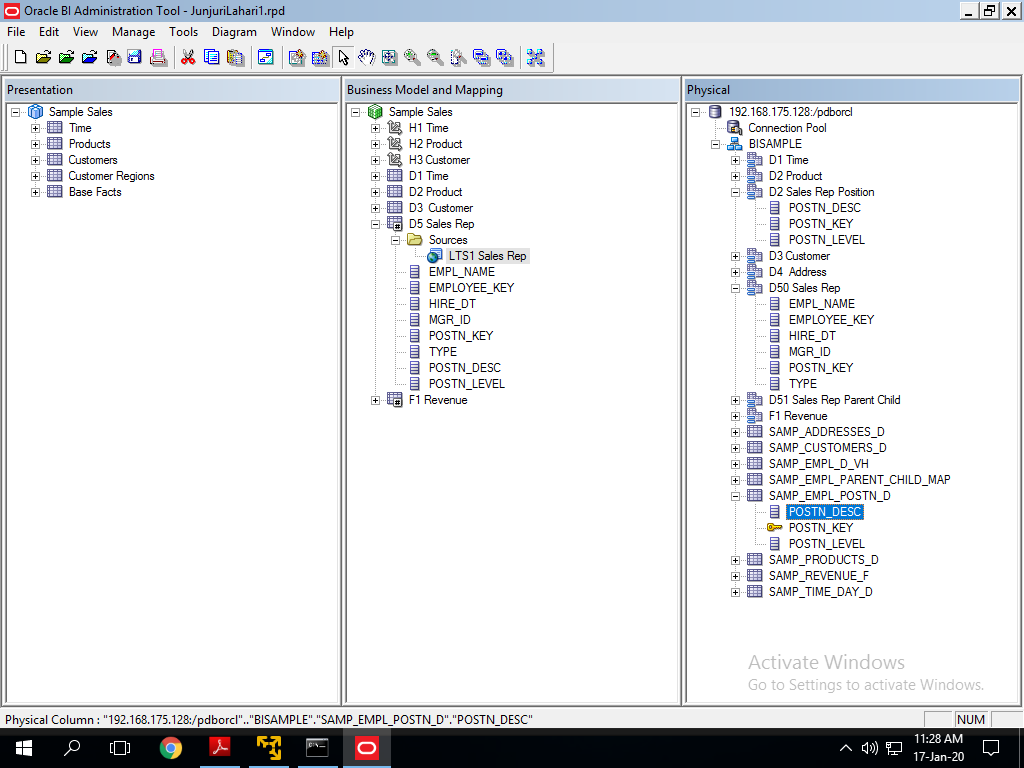 Oracle BI Administration Tool - JunjuriLahari1.rpd
File Edit View Manage Tools Diagram Window Help
Presentation
Sample Sales
Time
Products
Customers
Customer Regions
Base Facts
Business Model and Mapping
Sample Sales
H1 Time
H2 Product
H3 Customer
D1 Time
D2 Product
D3 Customer
D5 Sales Rep
Sources
LTS1 Sales Rep
EMPL_NAME
EMPLOYEE_KEY
HIRE_DT
MGR_ID
POSTN_KEY
TYPE
POSTN_DESC
POSTN_LEVEL
F1 Revenue
Physical
192.168.175.128:/pdborcl
Connection Pool
BISAMPLE
D1 Time
D2 Product
D2 Sales Rep Position
POSTN_DESC
POSTN_KEY
POSTN_LEVEL
D3 Customer
D4 Address
D50 Sales Rep
EMPL_NAME
EMPLOYEE_KEY
HIRE_DT
MGR_ID
POSTN_KEY
TYPE
D51 Sales Rep Parent Child
F1 Revenue
SAMP_ADDRESSES_D
SAMP_CUSTOMERS_D
SAMP_EMPL_D_VH
SAMP_EMPL_PARENT_CHILD_MAP
SAMP_EMPL_POSTN_D
POSTN_DESC
POSTN_KEY
POSTN_LEVEL
SAMP_PRODUCTS_D
SAMP_REVENUE_F
SAMP_TIME_DAY_D
Activate Windows
Go to Settings to activate Windows.
Physical Column : "192.168.175.128:/pdborcl".."BISAMPLE"."SAMP_EMPL_POSTN_D"."POSTN_DESC"
NUM
11:28 AM
17-Jan-20